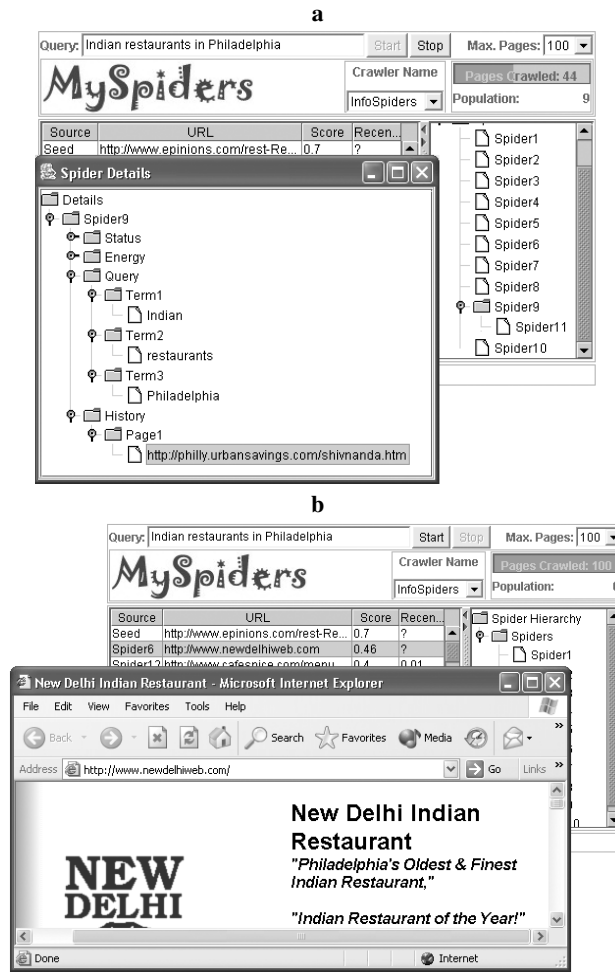 a
Query: Indian restaurants in Philadelphia Start Stop Max. Pages: 100
MySpiders
Crawler Name
InfoSpiders
Pages Crawled: 44
Population: 9
Source URL Score Recen...
Seed http://www.epinions.com/rest-Re... 0.7 ?
Spider1
Spider2
Spider3
Spider4
Spider5
Spider6
Spider7
Spider8
Spider9
Spider11
Spider10
Spider Details
Details
Spider9
Status
Energy
Query
Term1
Indian
Term2
restaurants
Term3
Philadelphia
History
Page1
http://philly.urbansavings.com/shivnanda.htm
b
Query: Indian restaurants in Philadelphia Start Stop Max. Pages: 100
MySpiders
Crawler Name
InfoSpiders
Pages Crawled: 100
Population:
Source URL Score Recen...
Seed http://www.epinions.com/rest-Re... 0.7 ?
Spider6 http://www.newdelhiweb.com 0.46 ?
Spider12 http://www.cafespice.com/menu 0.4 0.01
Spider Hierarchy
Spiders
Spider1
New Delhi Indian Restaurant - Microsoft Internet Explorer
File Edit View Favorites Tools Help
Back Search Favorites Media
Address http://www.newdelhiweb.com/ Go Links
NEW
DELHI
New Delhi Indian
Restaurant
"Philadelphia's Oldest & Finest
Indian Restaurant,"
"Indian Restaurant of the Year!"
Done Internet